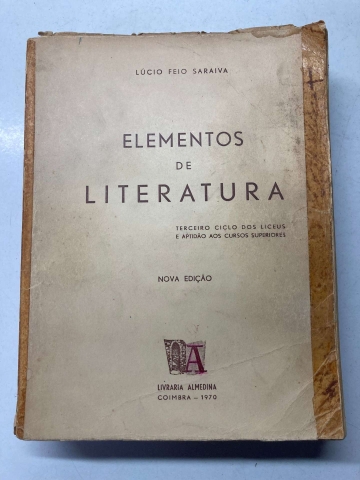 LÚCIO FEIO SARAIVA
ELEMENTOS
DE
LITERATURA
TERCEIRO CICLO DOS LICEUS
E APTIDÃO AOS CURSOS SUPERIORES
NOVA EDIÇÃO
A
LIVRARIA ALMEDINA
COIMBRA — 1970